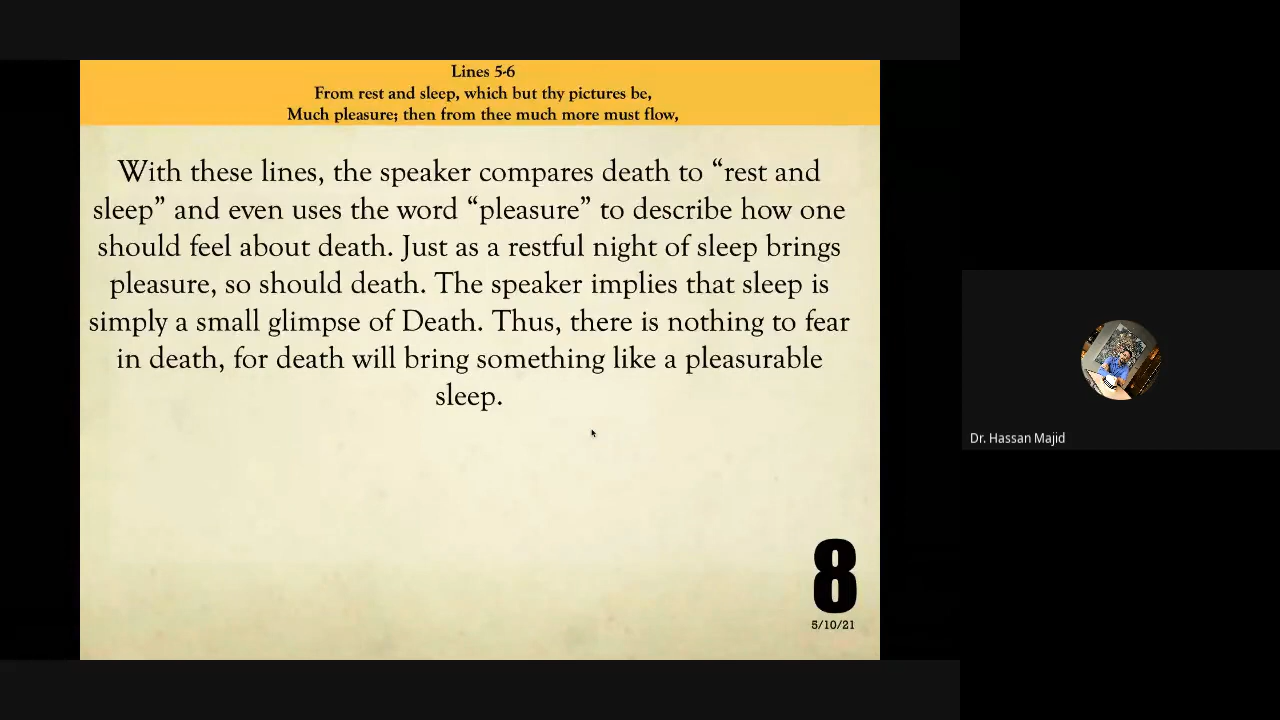 Lines 5-6
From rest and sleep, which but thy pictures be,
Much pleasure; then from thee much more must flow,
With these lines, the speaker compares death to “rest and
sleep” and even uses the word “pleasure” to describe how one
should feel about death. Just as a restful night of sleep brings
pleasure, so should death. The speaker implies that sleep is
simply a small glimpse of Death. Thus, there is nothing to fear
in death, for death will bring something like a pleasurable
sleep.
8
5/10/21
Dr. Hassan Majid